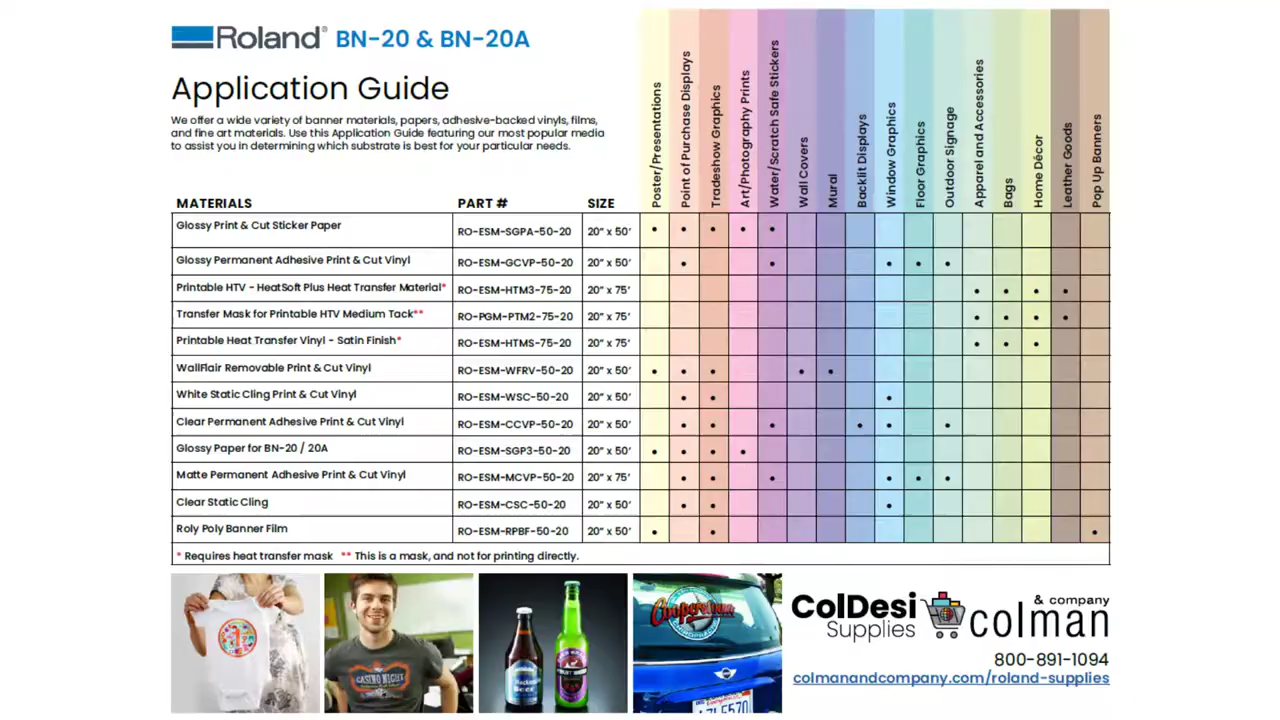 Roland® BN-20 & BN-20A
Application Guide
We offer a wide variety of banner materials, papers, adhesive-backed vinyls, films,
and fine art materials. Use this Application Guide featuring our most popular media
to assist you in determining which substrate is best for your particular needs.
Poster/Presentations
Point of Purchase Displays
Tradeshow Graphics
Art/Photography Prints
Water/Scratch Safe Stickers
Wall Covers
Mural
Backlit Displays
Window Graphics
Floor Graphics
Outdoor Signage
Apparel and Accessories
Bags
Home Décor
Leather Goods
Pop Up Banners
MATERIALS PART # SIZE
Glossy Print & Cut Sticker Paper RO-ESM-SGPA-50-20 20" x 50' • • • • •
Glossy Permanent Adhesive Print & Cut Vinyl RO-ESM-GCVP-50-20 20" x 50' • • • • •
Printable HTV - HeatSoft Plus Heat Transfer Material* RO-ESM-HTM3-75-20 20" x 75' • • • •
Transfer Mask for Printable HTV Medium Tack** RO-PGM-PTM2-75-20 20" x 75' • • • •
Printable Heat Transfer Vinyl - Satin Finish* RO-ESM-HTMS-75-20 20" x 75' • • •
WallFlair Removable Print & Cut Vinyl RO-ESM-WFRV-50-20 20" x 50' • • • • •
White Static Cling Print & Cut Vinyl RO-ESM-WSC-50-20 20" x 50' • • •
Clear Permanent Adhesive Print & Cut Vinyl RO-ESM-CCVP-50-20 20" x 50' • • • • • •
Glossy Paper for BN-20 / 20A RO-ESM-SGP3-50-20 20" x 50' • • • •
Matte Permanent Adhesive Print & Cut Vinyl RO-ESM-MCVP-50-20 20" x 75' • • • • • •
Clear Static Cling RO-ESM-CSC-50-20 20" x 50' • • •
Roly Poly Banner Film RO-ESM-RPBF-50-20 20" x 50' • • •
* Requires heat transfer mask ** This is a mask, and not for printing directly.
1
CASINO NIGHT
Cooperstown
ColDesi
Supplies
& company
colman
800-891-1094
colmanandcompany.com/roland-supplies